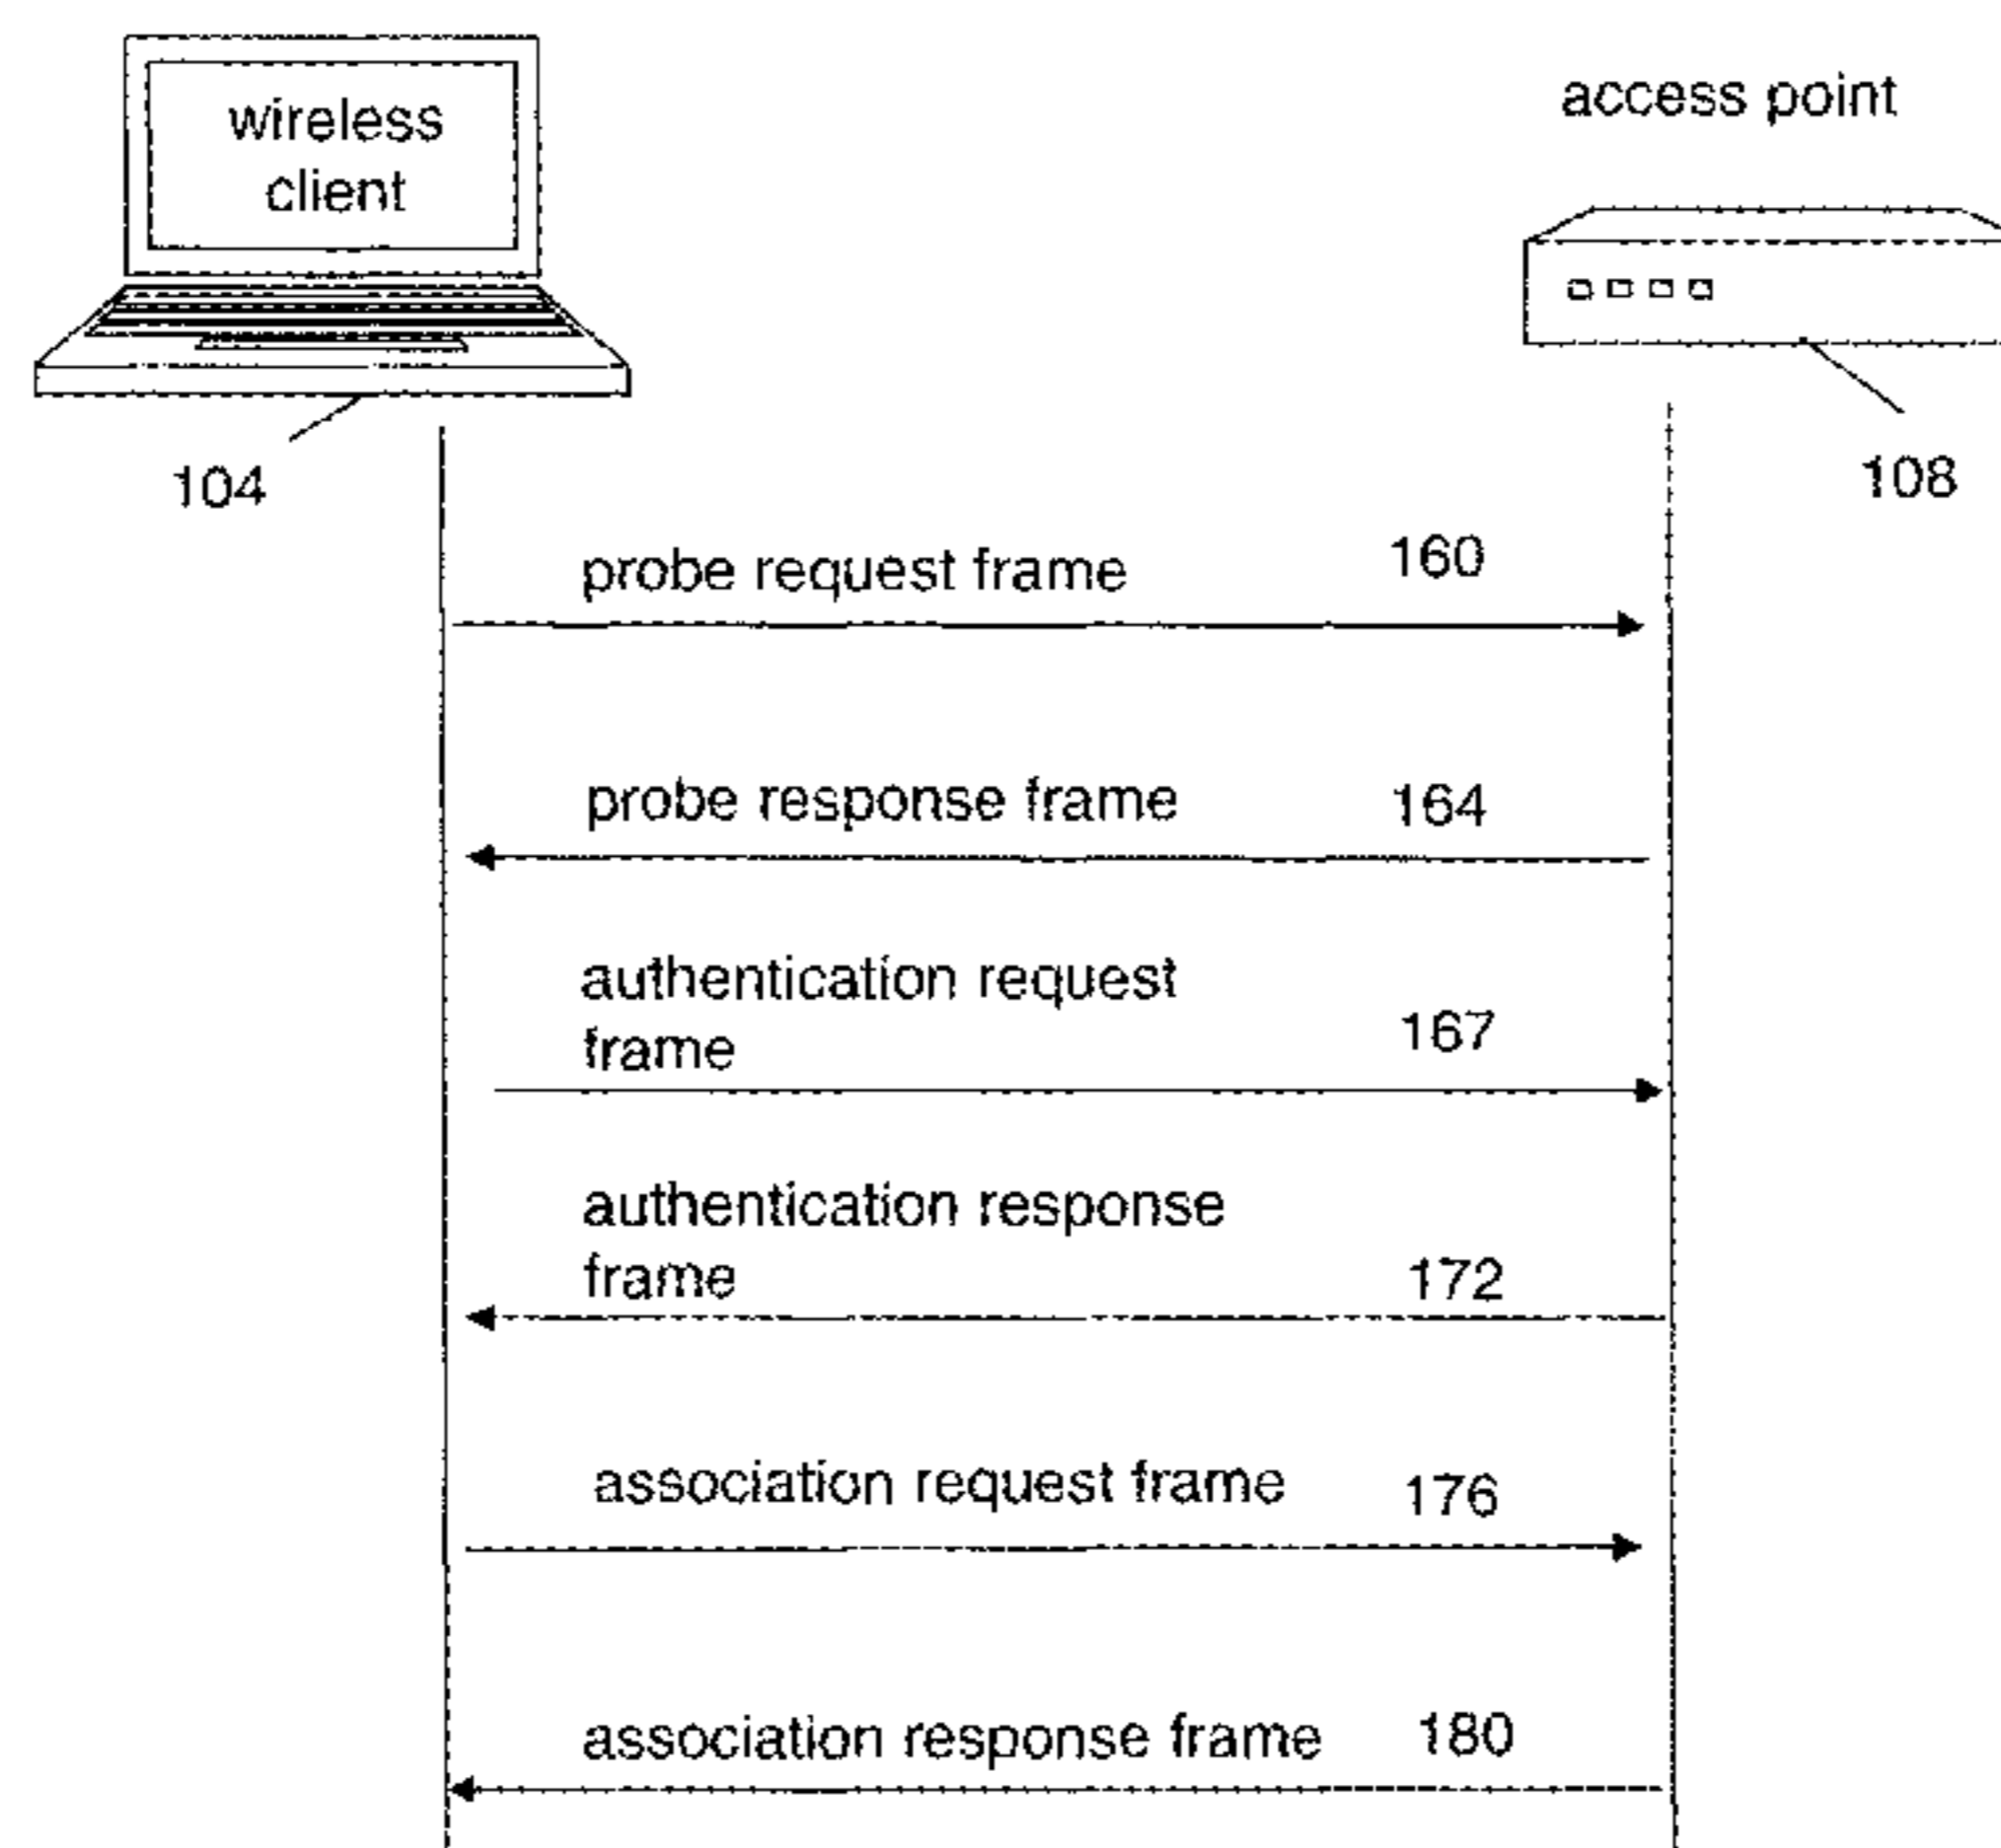 wireless
client
access point
104
108
probe request frame 160
probe response frame 164
authentication request
frame 167
authentication response
frame 172
association request frame 176
association response frame 180